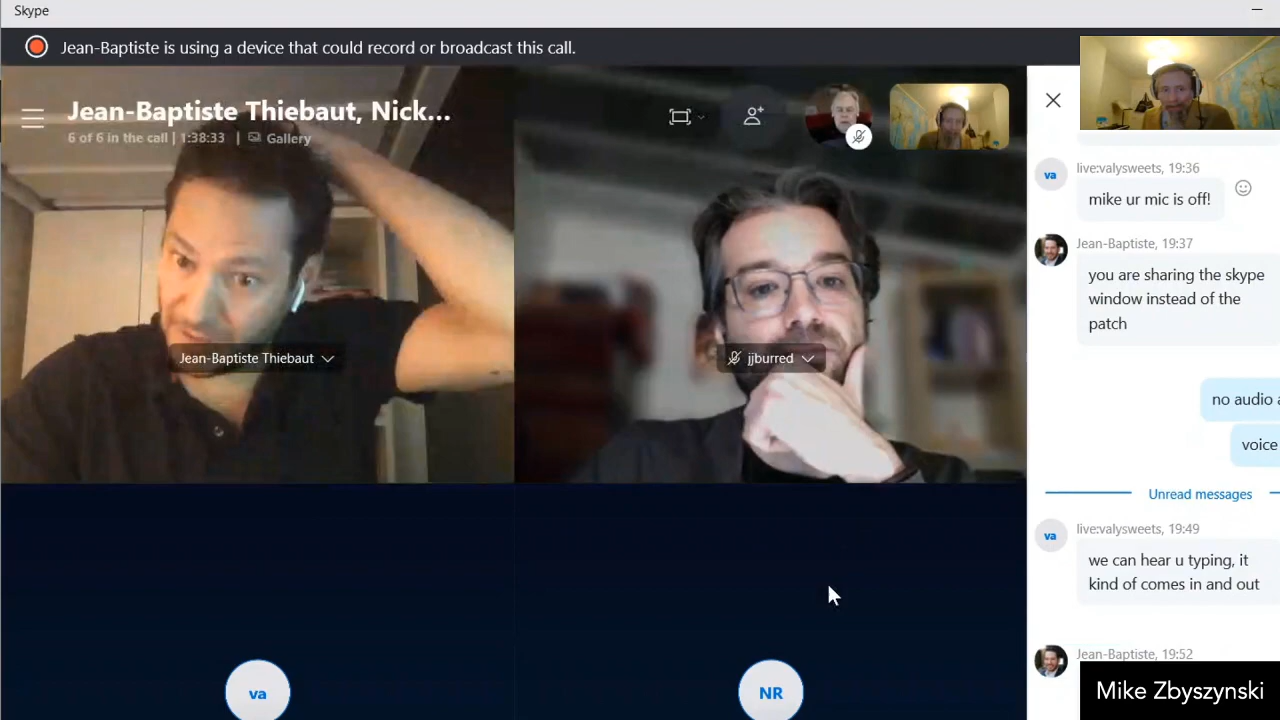 Skype
Jean-Baptiste is using a device that could record or broadcast this call.
Jean-Baptiste Thiebaut, Nick...
6 of 6 in the call | 1:38:33 | Gallery
Jean-Baptiste Thiebaut
jjburred
va
NR
live:valysweets, 19:36
va
mike ur mic is off!
Jean-Baptiste, 19:37
you are sharing the skype
window instead of the
patch
no audio a
voice
Unread messages
live:valysweets, 19:49
va
we can hear u typing, it
kind of comes in and out
Jean-Baptiste, 19:52
Mike Zbyszynski